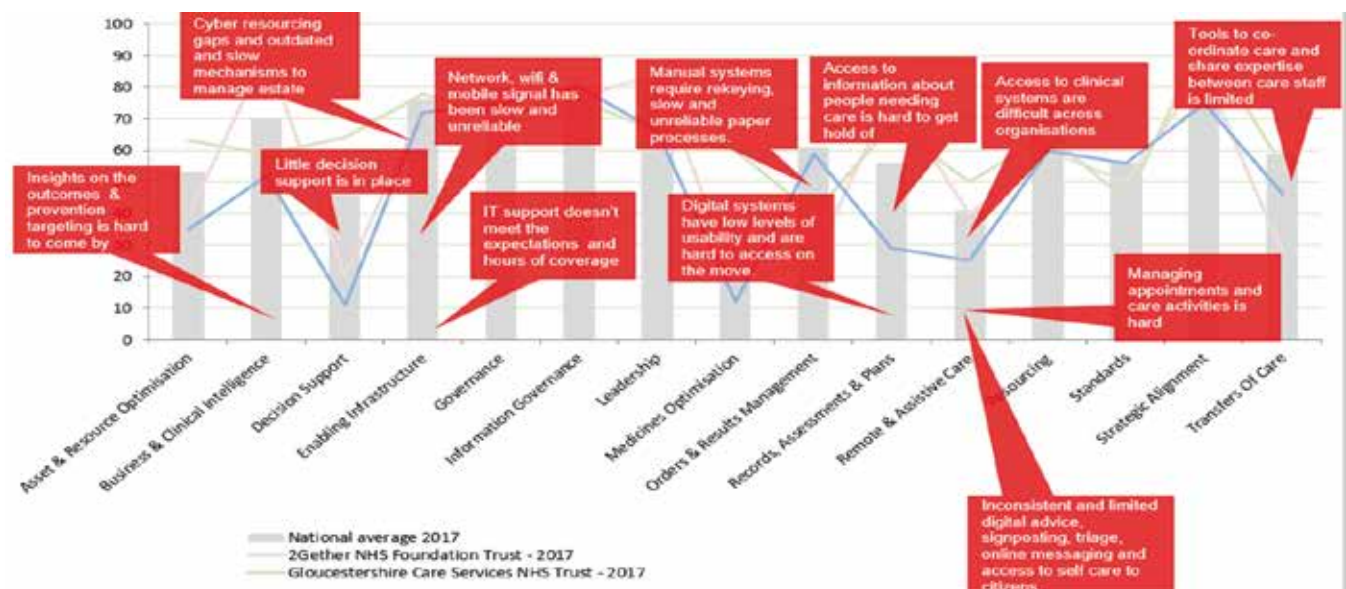 100
90
80
70
60
20
10
0
Cyber resourcing
gaps and outdated
and slow
mechanisms to
manage estate
Network, wifi &
mobile signal has
been slow and
unreliable
Manual systems
require rekeying,
slow and
unreliable paper
processes.
Access to
information about
people needing
care is hard to get
hold of
Access to clinical
systems are
difficult across
organisations
Tools to co-
ordinate care and
share expertise
between care staff
is limited
Insights on the
outcomes &
prevention
targeting is hard
to come by
Little decision
support is in place
IT support doesn't
meet the
expectations and
hours of coverage
Digital systems
have low levels of
usability and are
hard to access on
the move.
Managing
appointments and
care activities is
hard
Inconsistent and limited
digital advice,
signposting, triage,
online messaging and
access to self care to
citizens
Asset & Resource Optimisation
Business & Clinical Intelligence
Decision Support
Enabling Infrastructure
Governance
Information Governance
Leadership
Medicines Optimisation
Orders & Results Management
Records, Assessments & Plans
Remote & Assistive Care
Standards
Strategic Alignment
Transfers Of Care
National average 2017
2Gether NHS Foundation Trust - 2017
Gloucestershire Care Services NHS Trust - 2017